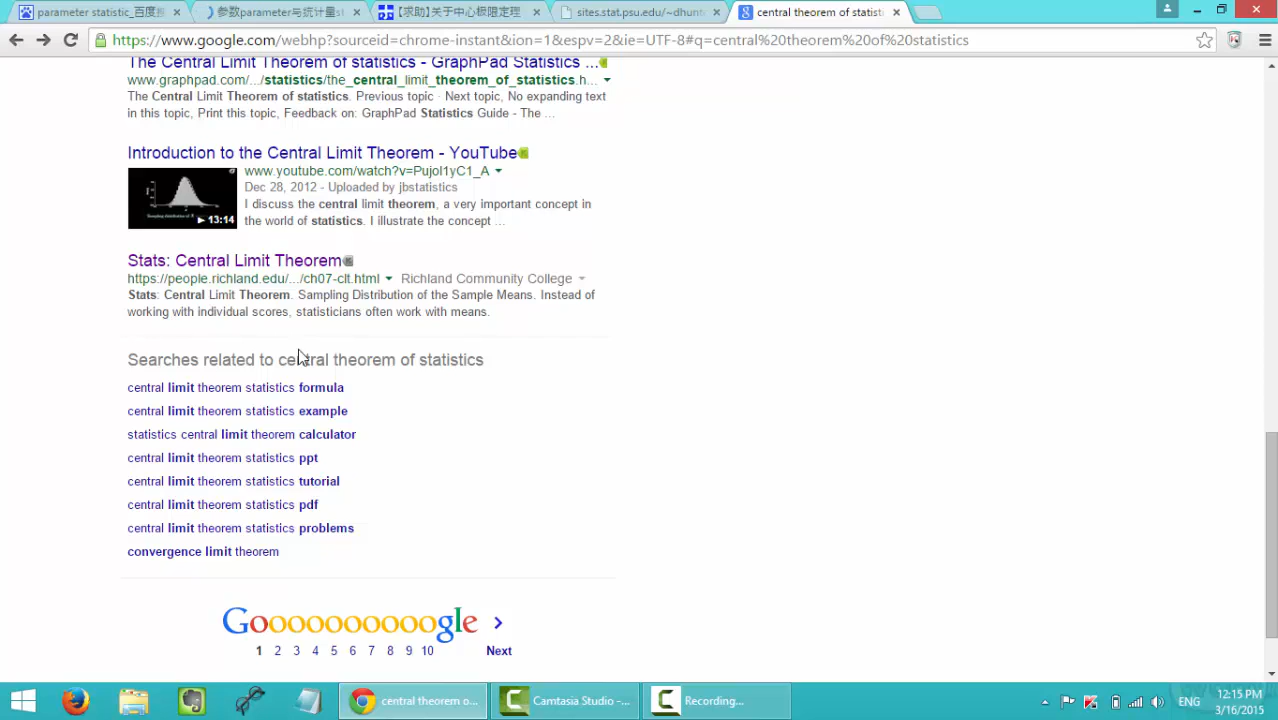 parameter statistic_百度搜
参数parameter与统计量st
【求助】关于中心极限定理
sites.stat.psu.edu/~dhunt
central theorem of statisti
https://www.google.com/webhp?sourceid=chrome-instant&ion=1&espv=2&ie=UTF-8#q=central%20theorem%20of%20statistics
The Central Limit Theorem of statistics - GraphPad Statistics ...
www.graphpad.com/.../statistics/the_central_limit_theorem_of_statistics.h...
The Central Limit Theorem of statistics. Previous topic · Next topic, No expanding text
in this topic, Print this topic, Feedback on: GraphPad Statistics Guide - The ...
Introduction to the Central Limit Theorem - YouTube
www.youtube.com/watch?v=Pujol1yC1_A
Dec 28, 2012 - Uploaded by jbstatistics
I discuss the central limit theorem, a very important concept in
the world of statistics. I illustrate the concept ...
13:14
Stats: Central Limit Theorem
https://people.richland.edu/.../ch07-clt.html
Richland Community College
Stats: Central Limit Theorem. Sampling Distribution of the Sample Means. Instead of
working with individual scores, statisticians often work with means.
Searches related to central theorem of statistics
central limit theorem statistics formula
central limit theorem statistics example
statistics central limit theorem calculator
central limit theorem statistics ppt
central limit theorem statistics tutorial
central limit theorem statistics pdf
central limit theorem statistics problems
convergence limit theorem
Goooooooooogle
1 2 3 4 5 6 7 8 9 10 Next
central theorem o...
Camtasia Studio -...
Recording...
ENG
12:15 PM
3/16/2015